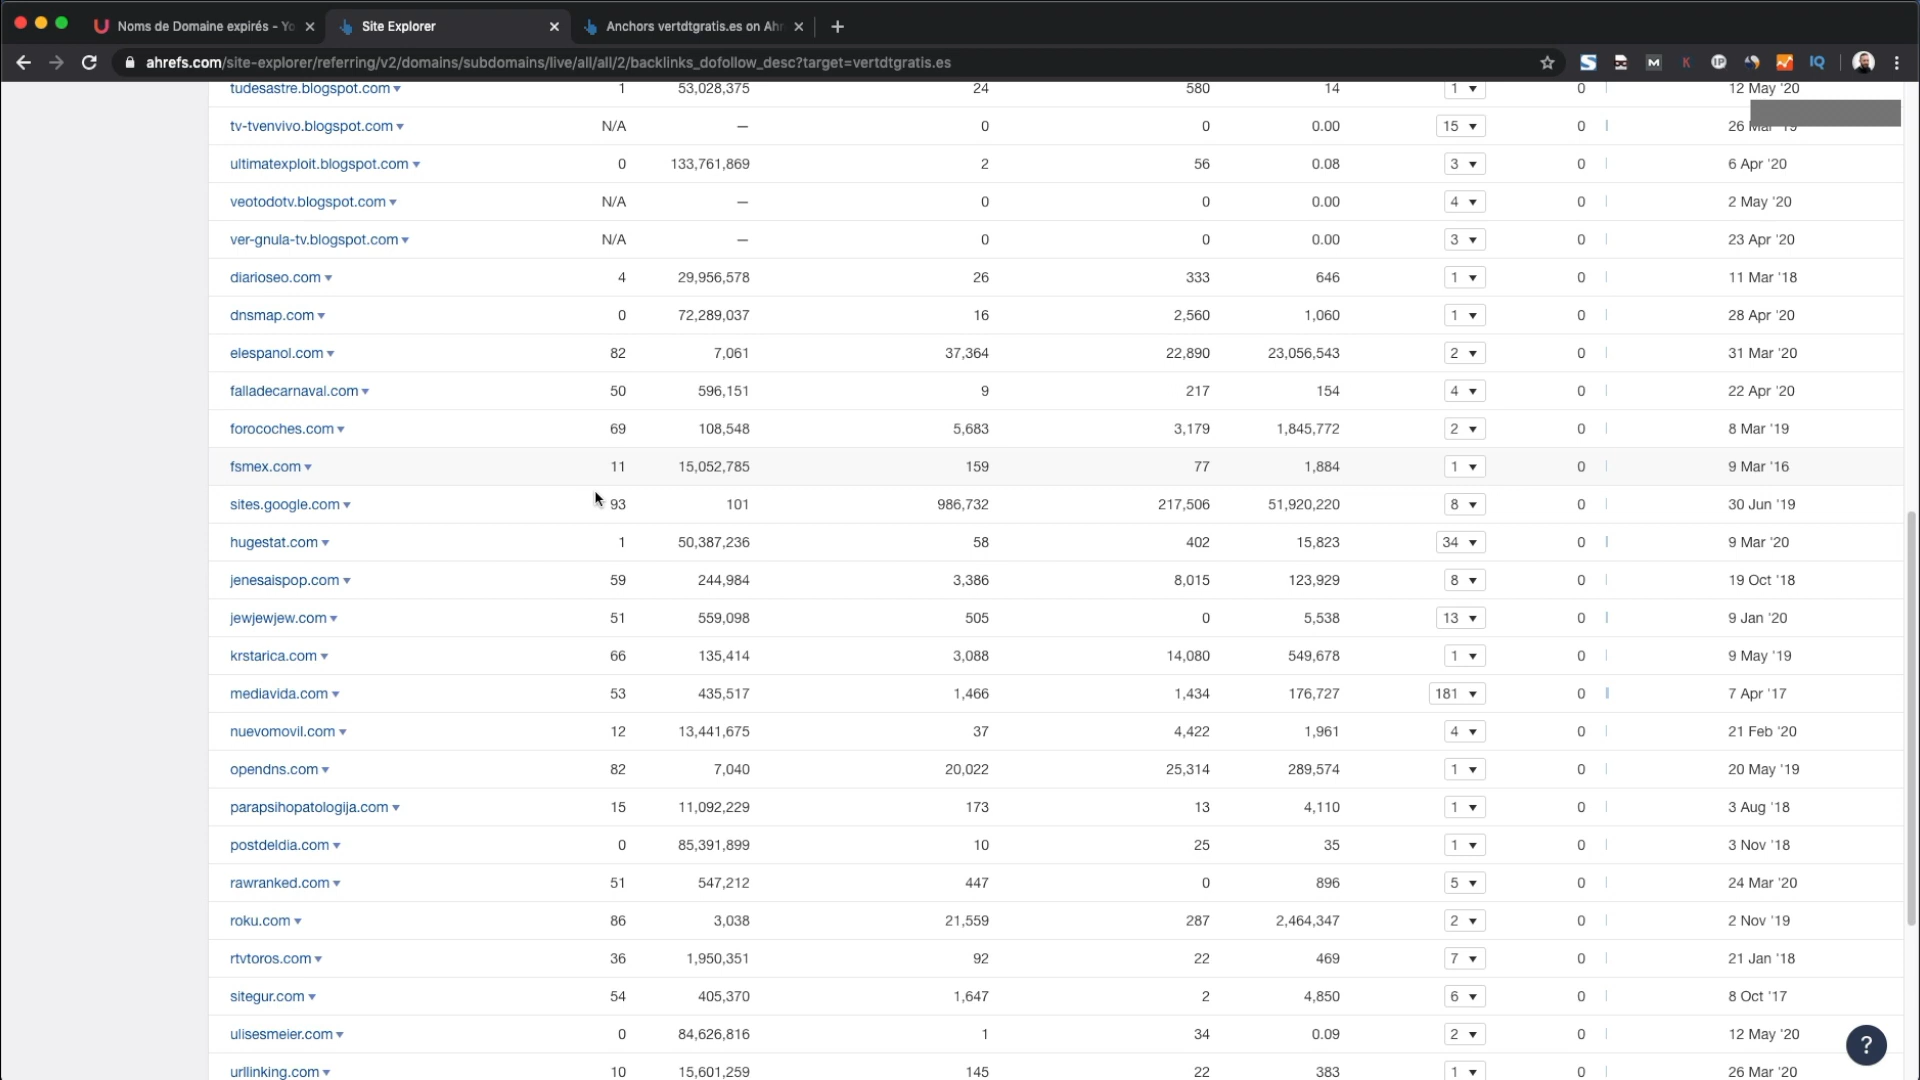 Noms de Domaine expirés - Yo
Site Explorer
Anchors vertdtgratis.es on Ahr
ahrefs.com/site-explorer/referring/v2/domains/subdomains/live/all/all/2/backlinks_dofollow_desc?target=vertdtgratis.es
tudesastre.blogspot.com 1 53,028,375 24 580 14 1 0 12 May '20
tv-tvenvivo.blogspot.com N/A — 0 0 0.00 15 0 26 Mar '19
ultimatexploit.blogspot.com 0 133,761,869 2 56 0.08 3 0 6 Apr '20
veotodotv.blogspot.com N/A — 0 0 0.00 4 0 2 May '20
ver-gnula-tv.blogspot.com N/A — 0 0 0.00 3 0 23 Apr '20
diarioseo.com 4 29,956,578 26 333 646 1 0 11 Mar '18
dnsmap.com 0 72,289,037 16 2,560 1,060 1 0 28 Apr '20
elespanol.com 82 7,061 37,364 22,890 23,056,543 2 0 31 Mar '20
falladecarnaval.com 50 596,151 9 217 154 4 0 22 Apr '20
forocoches.com 69 108,548 5,683 3,179 1,845,772 2 0 8 Mar '19
fsmex.com 11 15,052,785 159 77 1,884 1 0 9 Mar '16
sites.google.com 93 101 986,732 217,506 51,920,220 8 0 30 Jun '19
hugestat.com 1 50,387,236 58 402 15,823 34 0 9 Mar '20
jenesaispop.com 59 244,984 3,386 8,015 123,929 8 0 19 Oct '18
jewjewjew.com 51 559,098 505 0 5,538 13 0 9 Jan '20
krstarica.com 66 135,414 3,088 14,080 549,678 1 0 9 May '19
mediavida.com 53 435,517 1,466 1,434 176,727 181 0 7 Apr '17
nuevomovil.com 12 13,441,675 37 4,422 1,961 4 0 21 Feb '20
opendns.com 82 7,040 20,022 25,314 289,574 1 0 20 May '19
parapsihopatologija.com 15 11,092,229 173 13 4,110 1 0 3 Aug '18
postdeldia.com 0 85,391,899 10 25 35 1 0 3 Nov '18
rawranked.com 51 547,212 447 0 896 5 0 24 Mar '20
roku.com 86 3,038 21,559 287 2,464,347 2 0 2 Nov '19
rtvtoros.com 36 1,950,351 92 22 469 7 0 21 Jan '18
sitegur.com 54 405,370 1,647 2 4,850 6 0 8 Oct '17
ulisesmeier.com 0 84,626,816 1 34 0.09 2 0 12 May '20
urllinking.com 10 15,601,259 145 22 383 1 0 26 Mar '20
?